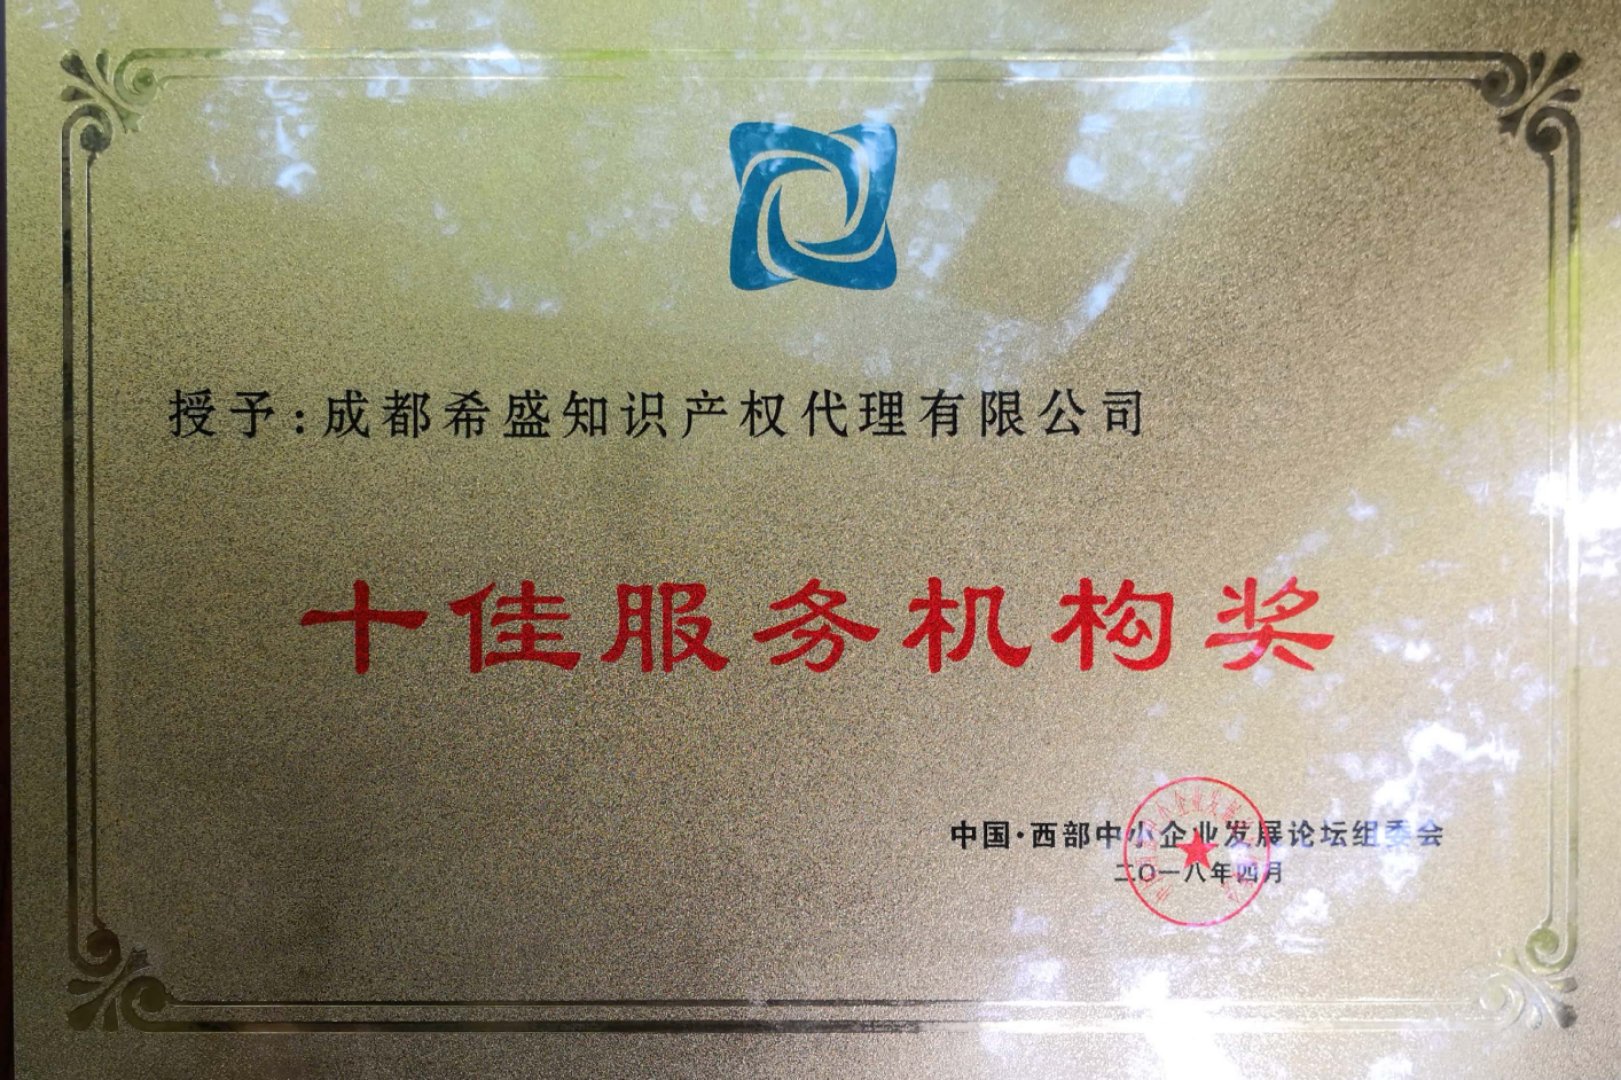 授予:成都希盛知识产权代理有限公司
十佳服务机构奖
中国·西部中小企业发展论坛组委会
二〇一八年四月